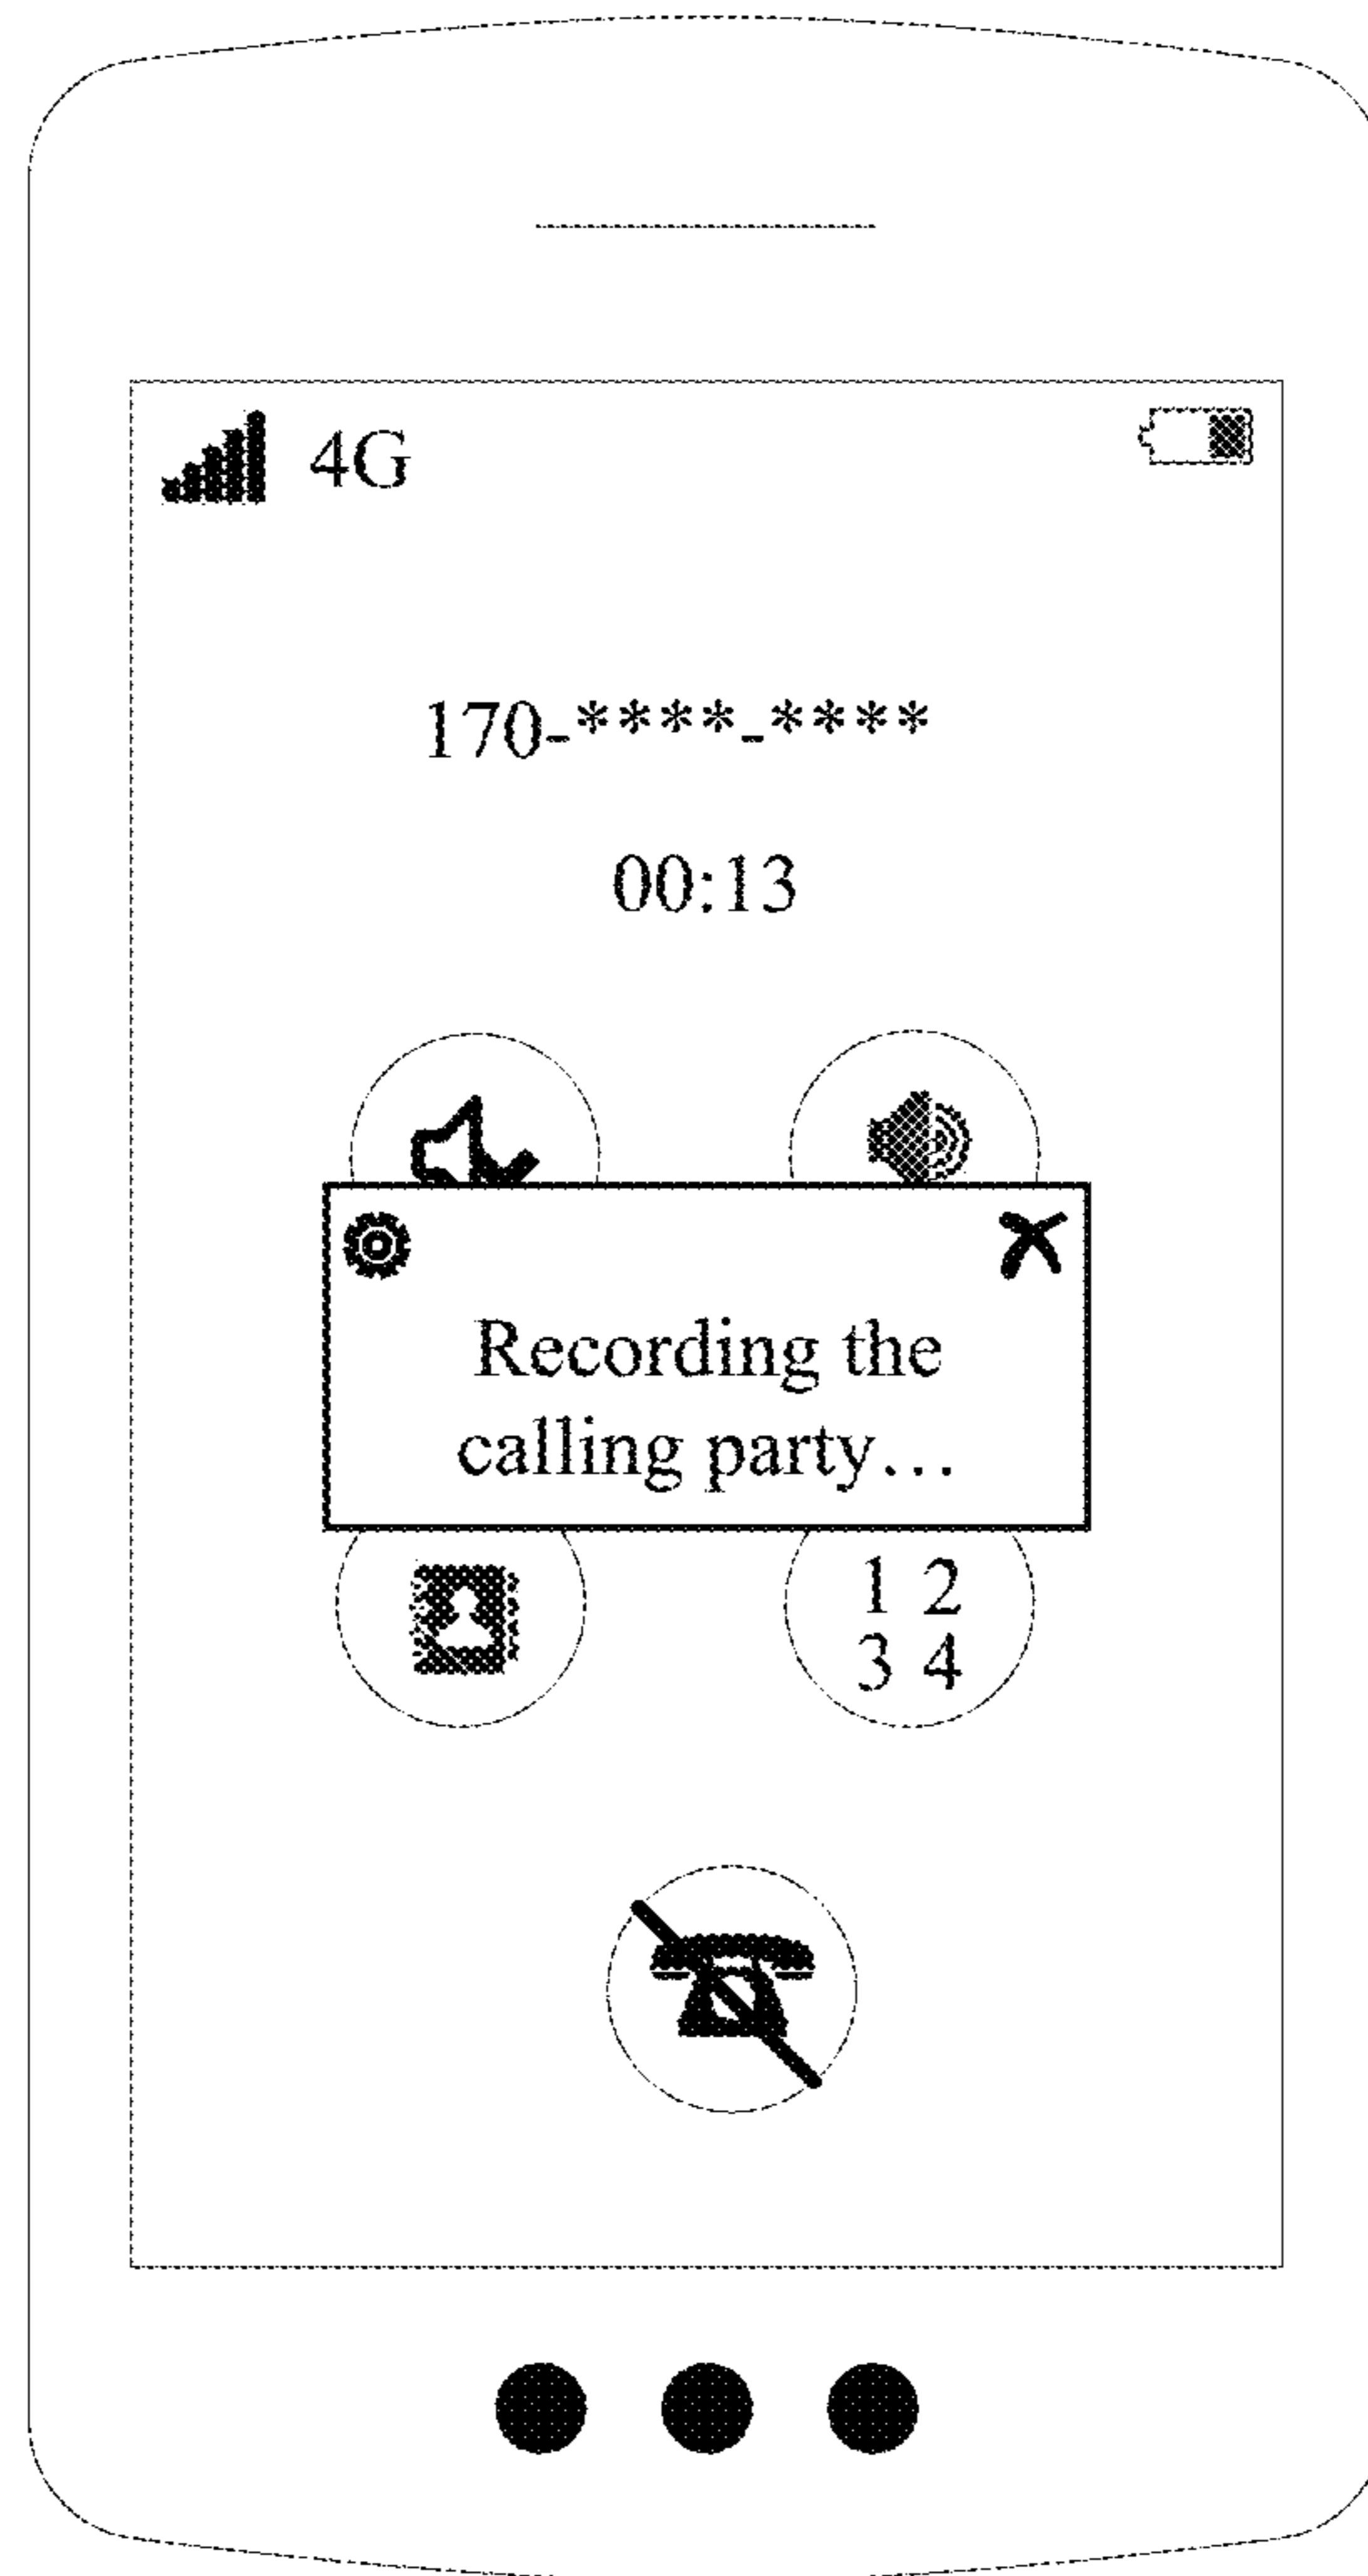 4G
170-****-****
00:13
Recording the
calling party…
1 2
3 4